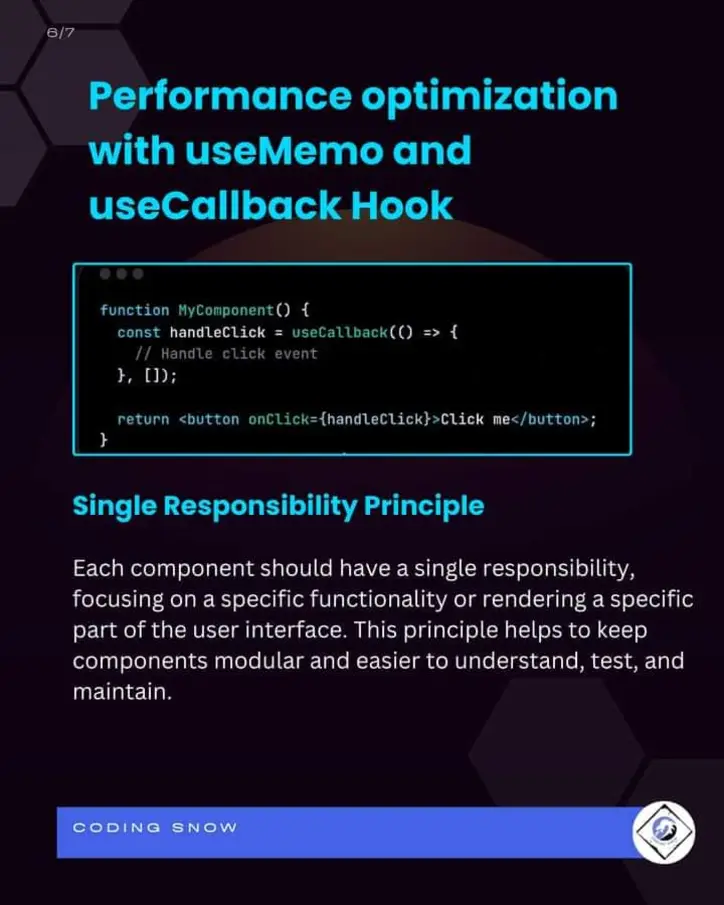 6/7
Performance optimization
with useMemo and
useCallback Hook
function MyComponent() {
  const handleClick = useCallback(() => {
    // Handle click event
  }, []);
  return <button onClick={handleClick}>Click me</button>;
}
Single Responsibility Principle
Each component should have a single responsibility,
focusing on a specific functionality or rendering a specific
part of the user interface. This principle helps to keep
components modular and easier to understand, test, and
maintain.
CODING SNOW